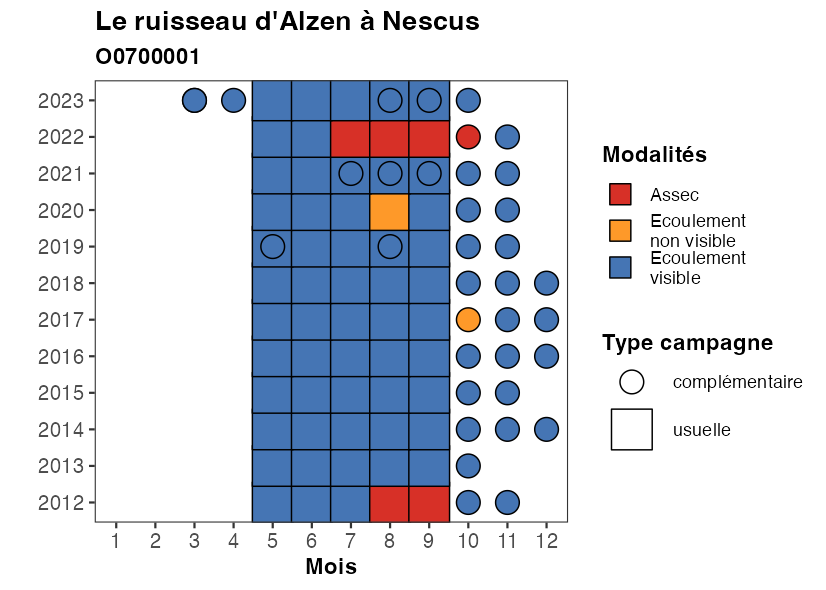 Le ruisseau d'Alzen à Nescus
O0700001
2023
2022
2021
2020
2019
2018
2017
2016
2015
2014
2013
2012
1 2 3 4 5 6 7 8 9 10 11 12
Mois
Modalités
Assec
Ecoulement
non visible
Ecoulement
visible
Type campagne
complémentaire
usuelle